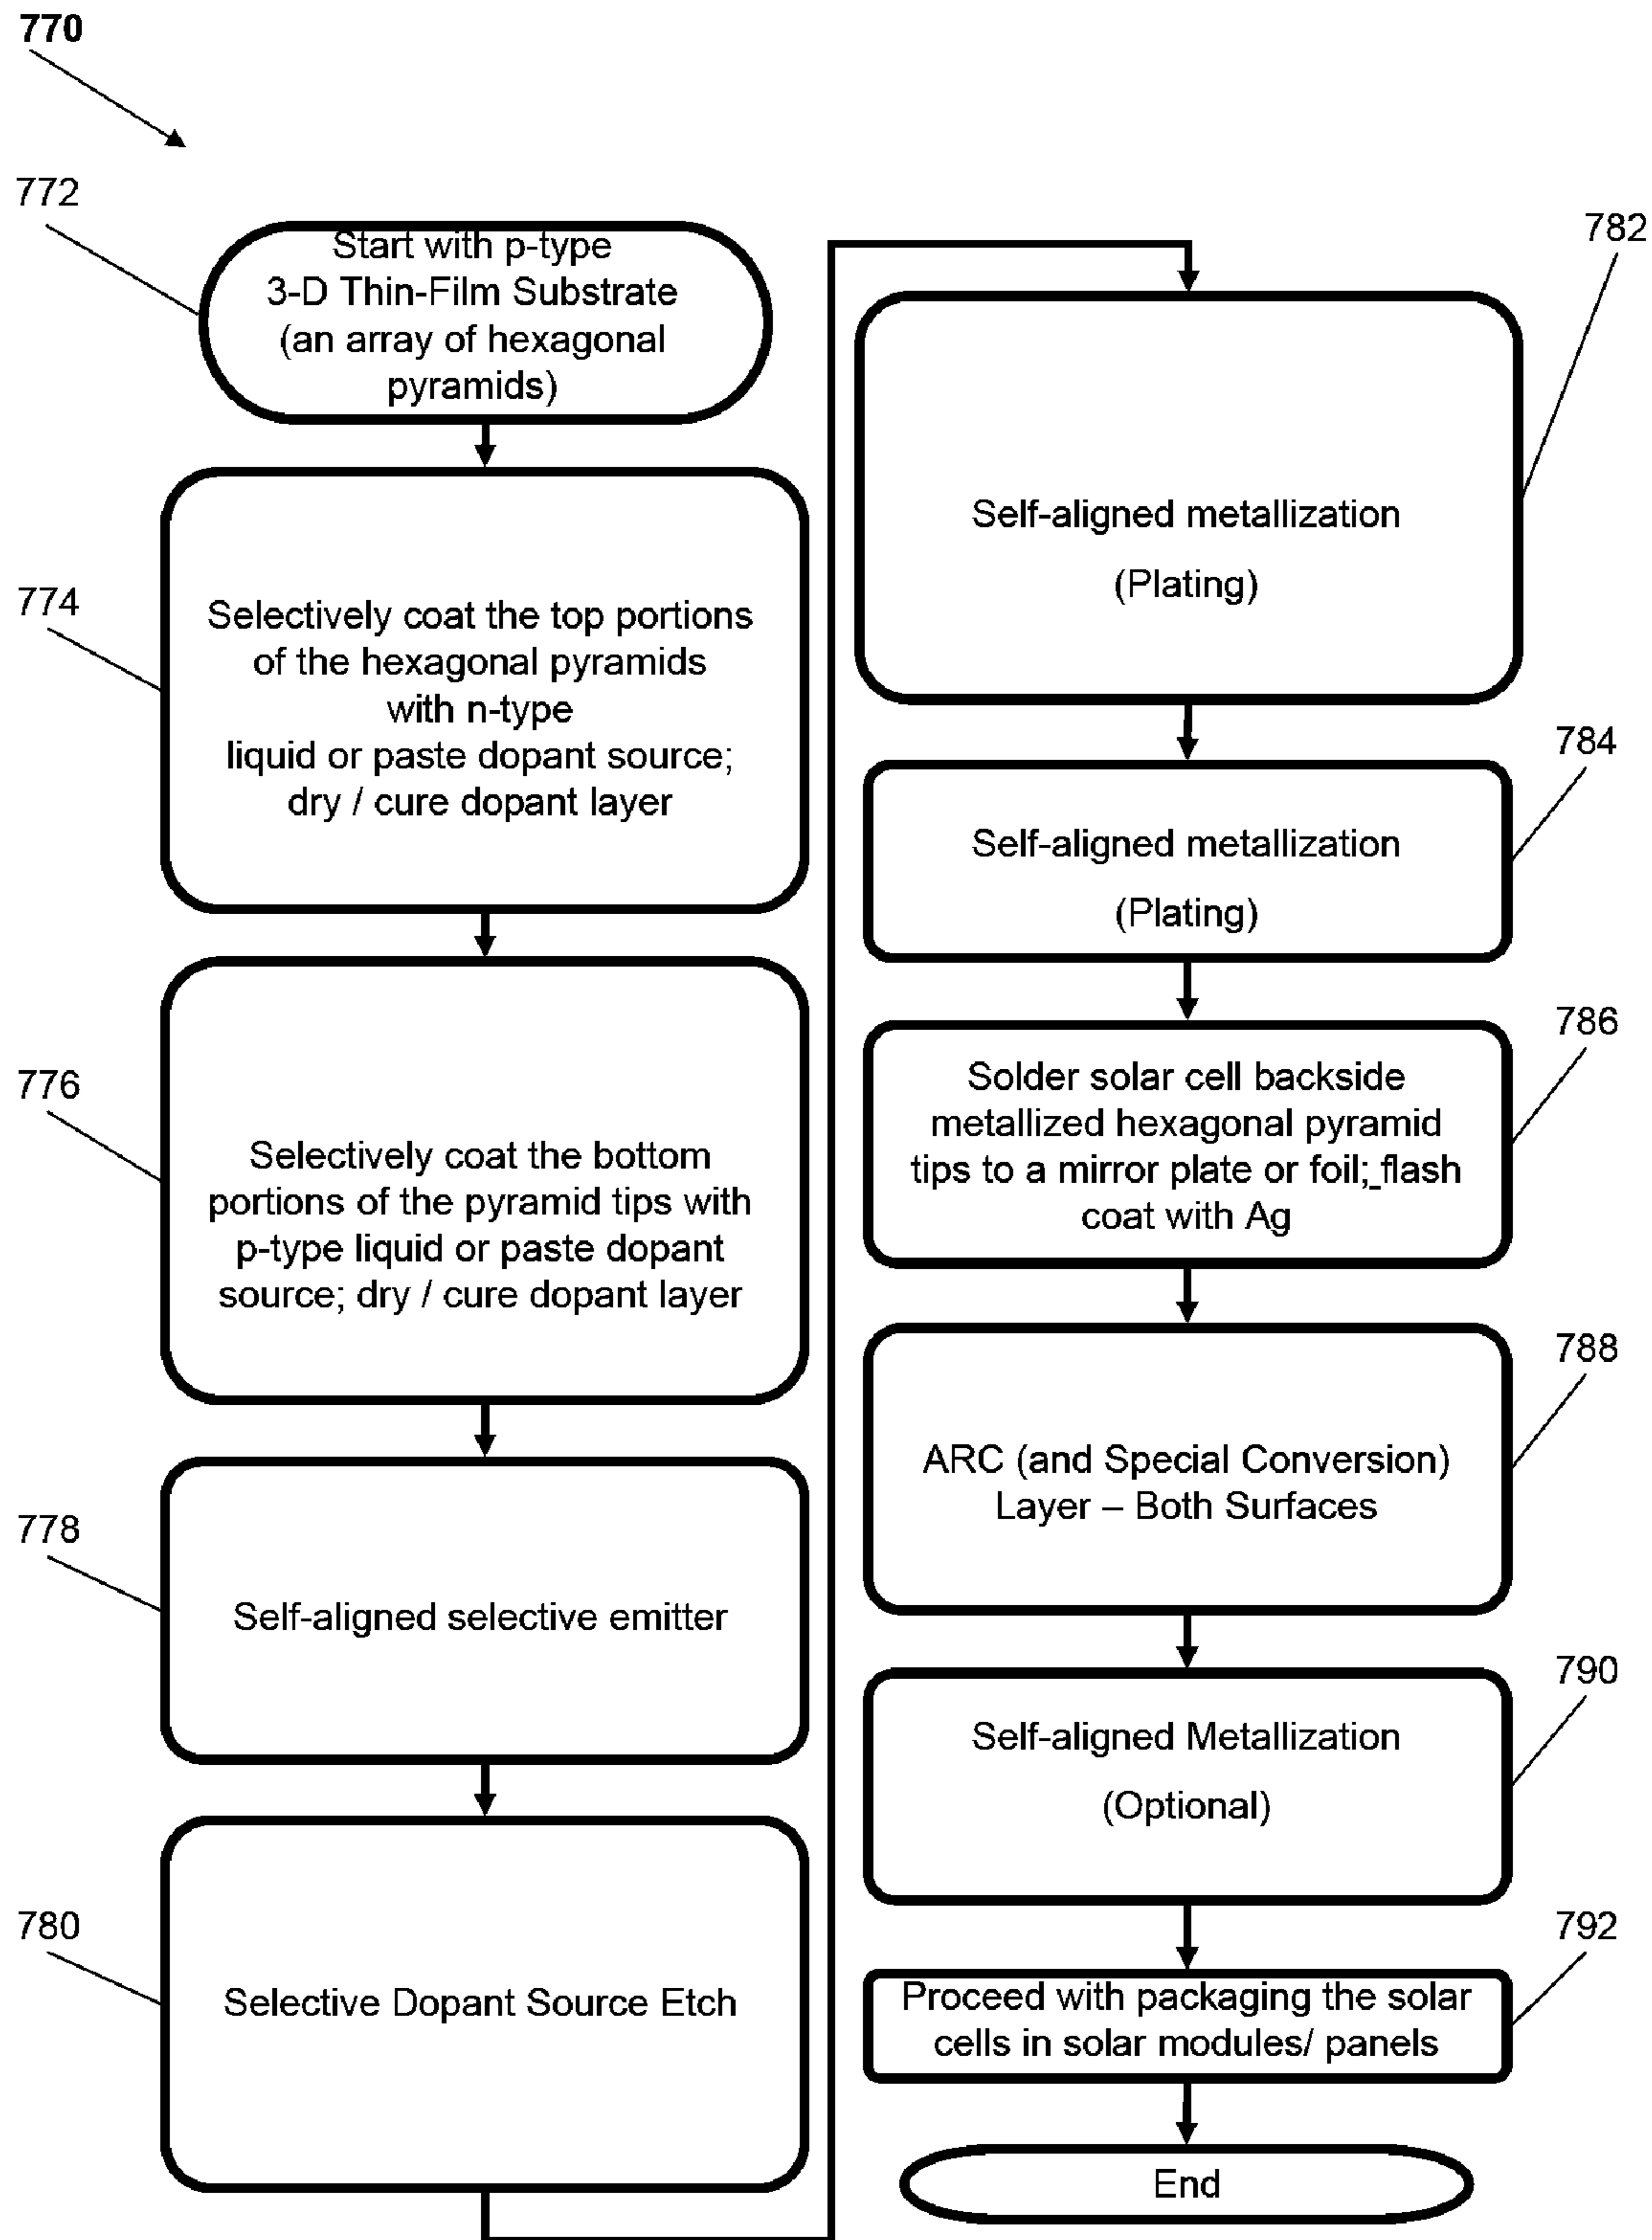 770
772
Start with p-type
3-D Thin-Film Substrate
(an array of hexagonal
pyramids)
774
Selectively coat the top portions
of the hexagonal pyramids
with n-type
liquid or paste dopant source;
dry / cure dopant layer
776
Selectively coat the bottom
portions of the pyramid tips with
p-type liquid or paste dopant
source; dry / cure dopant layer
778
Self-aligned selective emitter
780
Selective Dopant Source Etch
782
Self-aligned metallization
(Plating)
784
Self-aligned metallization
(Plating)
786
Solder solar cell backside
metallized hexagonal pyramid
tips to a mirror plate or foil; flash
coat with Ag
788
ARC (and Special Conversion)
Layer – Both Surfaces
790
Self-aligned Metallization
(Optional)
792
Proceed with packaging the solar
cells in solar modules/ panels
End